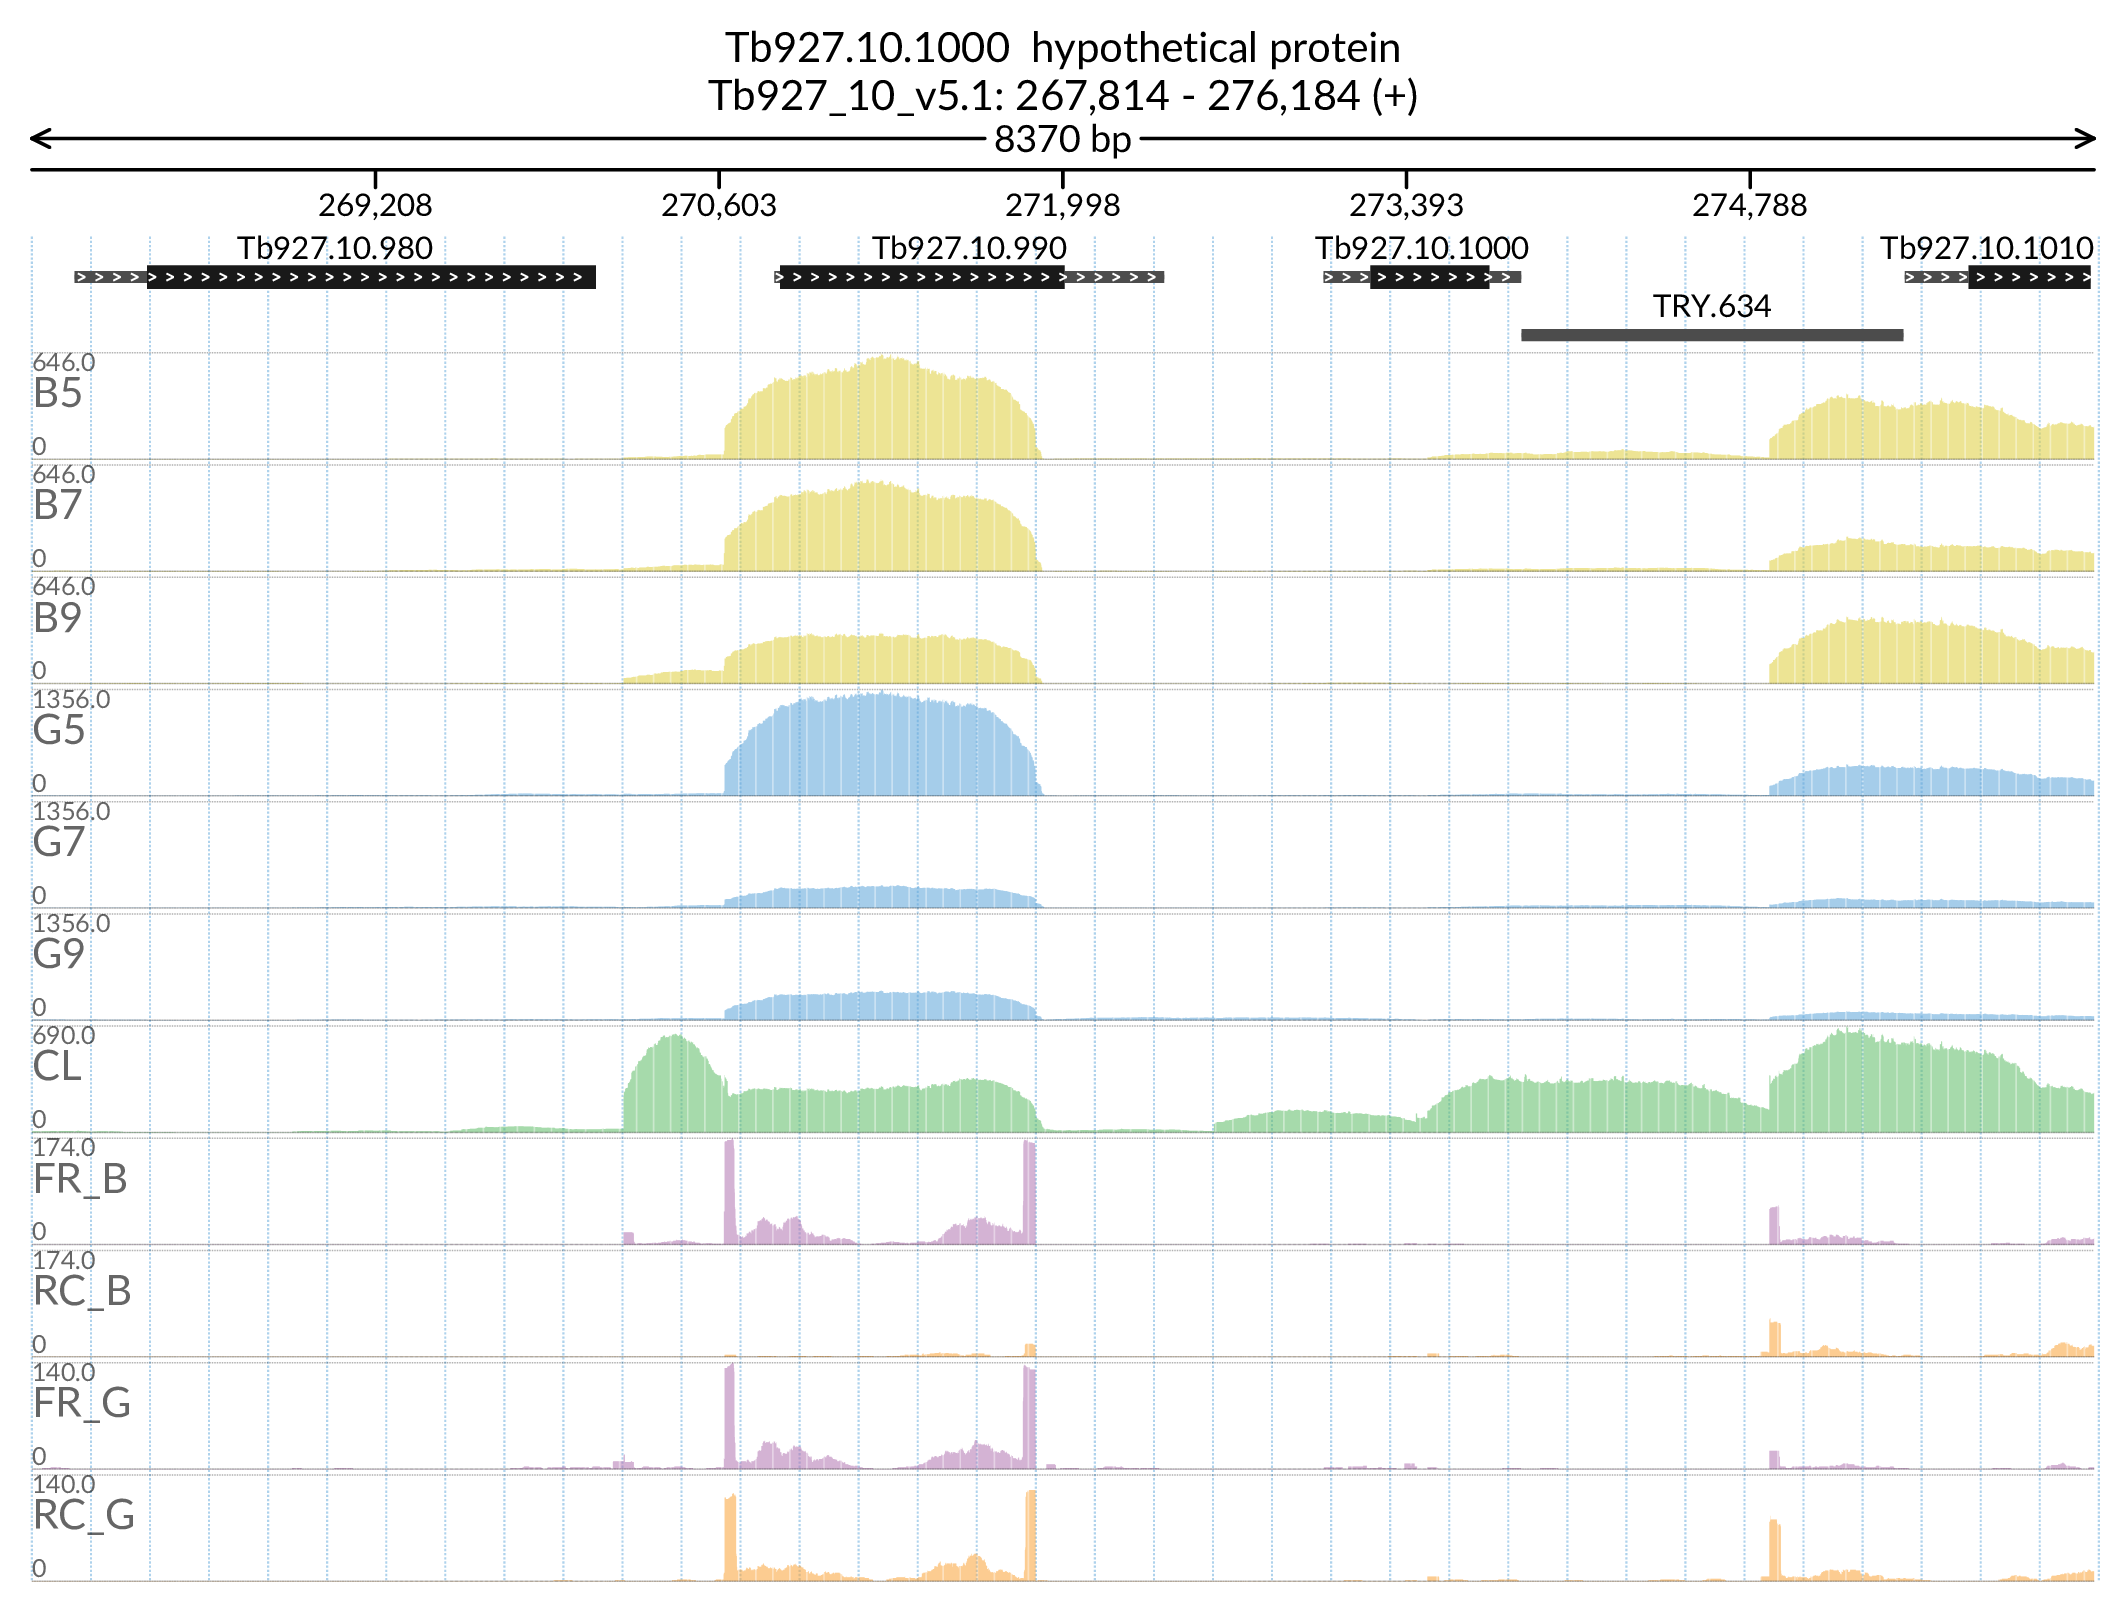 Tb927.10.1000  hypothetical protein
Tb927_10_v5.1: 267,814 - 276,184 (+)
8370 bp
269,208 270,603 271,998 273,393 274,788
Tb927.10.980 Tb927.10.990 Tb927.10.1000 Tb927.10.1010
TRY.634
646.0
B5
0
646.0
B7
0
646.0
B9
0
1356.0
G5
0
1356.0
G7
0
1356.0
G9
0
690.0
CL
0
174.0
FR_B
0
174.0
RC_B
0
140.0
FR_G
0
140.0
RC_G
0